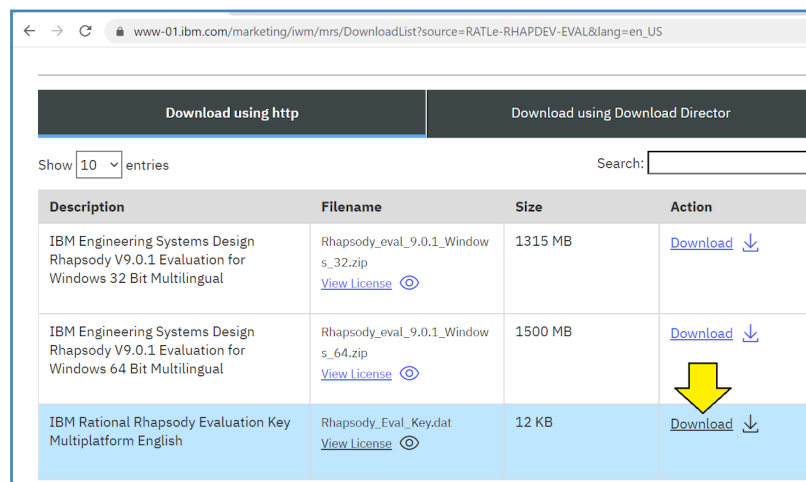 www-01.ibm.com/marketing/iwm/mrs/DownloadList?source=RATLe-RHAPDEV-EVAL&lang=en_US
Download using http
Download using Download Director
Show 10 entries
Search:
Description Filename Size Action
IBM Engineering Systems Design
Rhapsody V9.0.1 Evaluation for
Windows 32 Bit Multilingual
Rhapsody_eval_9.0.1_Window
s_32.zip
View License
1315 MB
Download
IBM Engineering Systems Design
Rhapsody V9.0.1 Evaluation for
Windows 64 Bit Multilingual
Rhapsody_eval_9.0.1_Window
s_64.zip
View License
1500 MB
Download
IBM Rational Rhapsody Evaluation Key
Multiplatform English
Rhapsody_Eval_Key.dat
View License
12 KB
Download